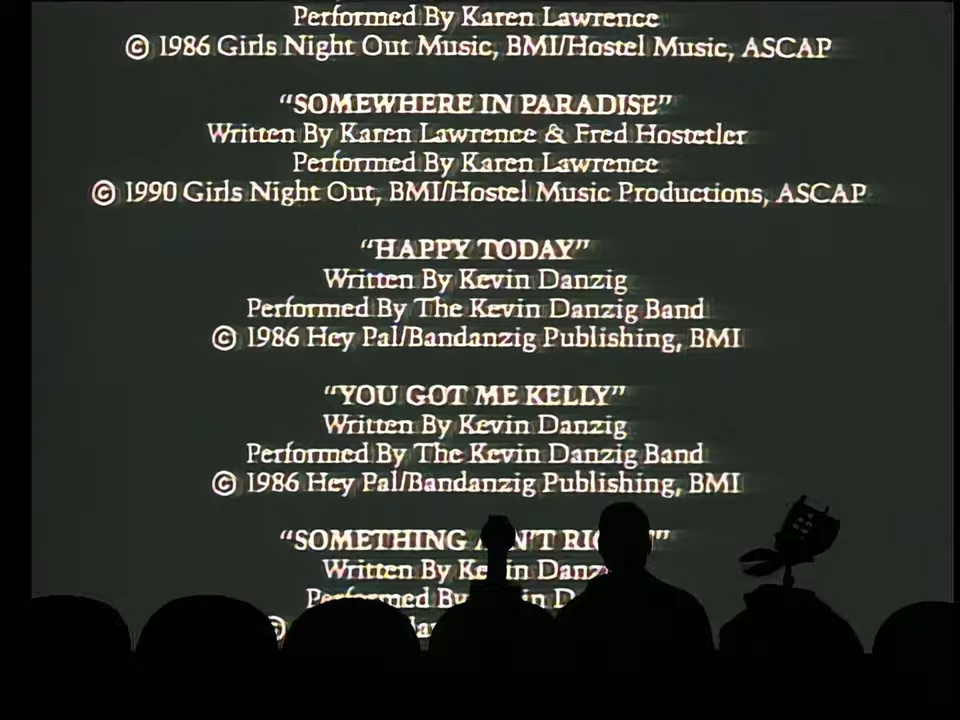 Performed By Karen Lawrence
© 1986 Girls Night Out Music, BMI/Hostel Music, ASCAP
“SOMEWHERE IN PARADISE”
Written By Karen Lawrence & Fred Hostetler
Performed By Karen Lawrence
© 1990 Girls Night Out, BMI/Hostel Music Productions, ASCAP
“HAPPY TODAY”
Written By Kevin Danzig
Performed By The Kevin Danzig Band
© 1986 Hey Pal/Bandanzig Publishing, BMI
“YOU GOT ME KELLY”
Written By Kevin Danzig
Performed By The Kevin Danzig Band
© 1986 Hey Pal/Bandanzig Publishing, BMI
“SOMETHING
Written By
Performed By
©